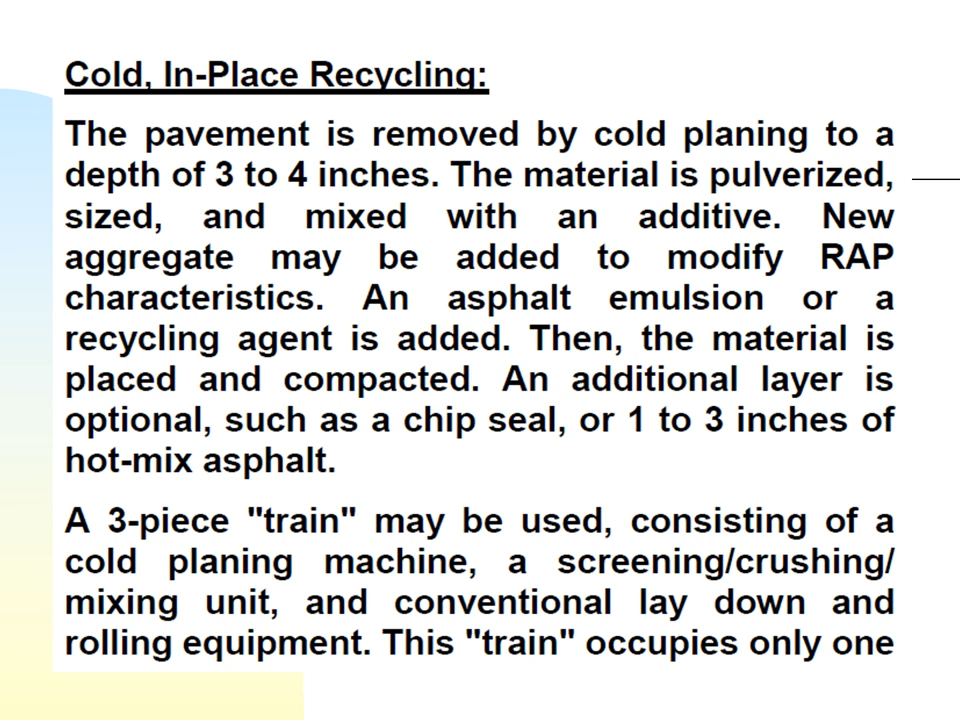 Cold, In-Place Recycling:
The pavement is removed by cold planing to a
depth of 3 to 4 inches. The material is pulverized,
sized, and mixed with an additive. New
aggregate may be added to modify RAP
characteristics. An asphalt emulsion or a
recycling agent is added. Then, the material is
placed and compacted. An additional layer is
optional, such as a chip seal, or 1 to 3 inches of
hot-mix asphalt.
A 3-piece "train" may be used, consisting of a
cold planing machine, a screening/crushing/
mixing unit, and conventional lay down and
rolling equipment. This "train" occupies only one